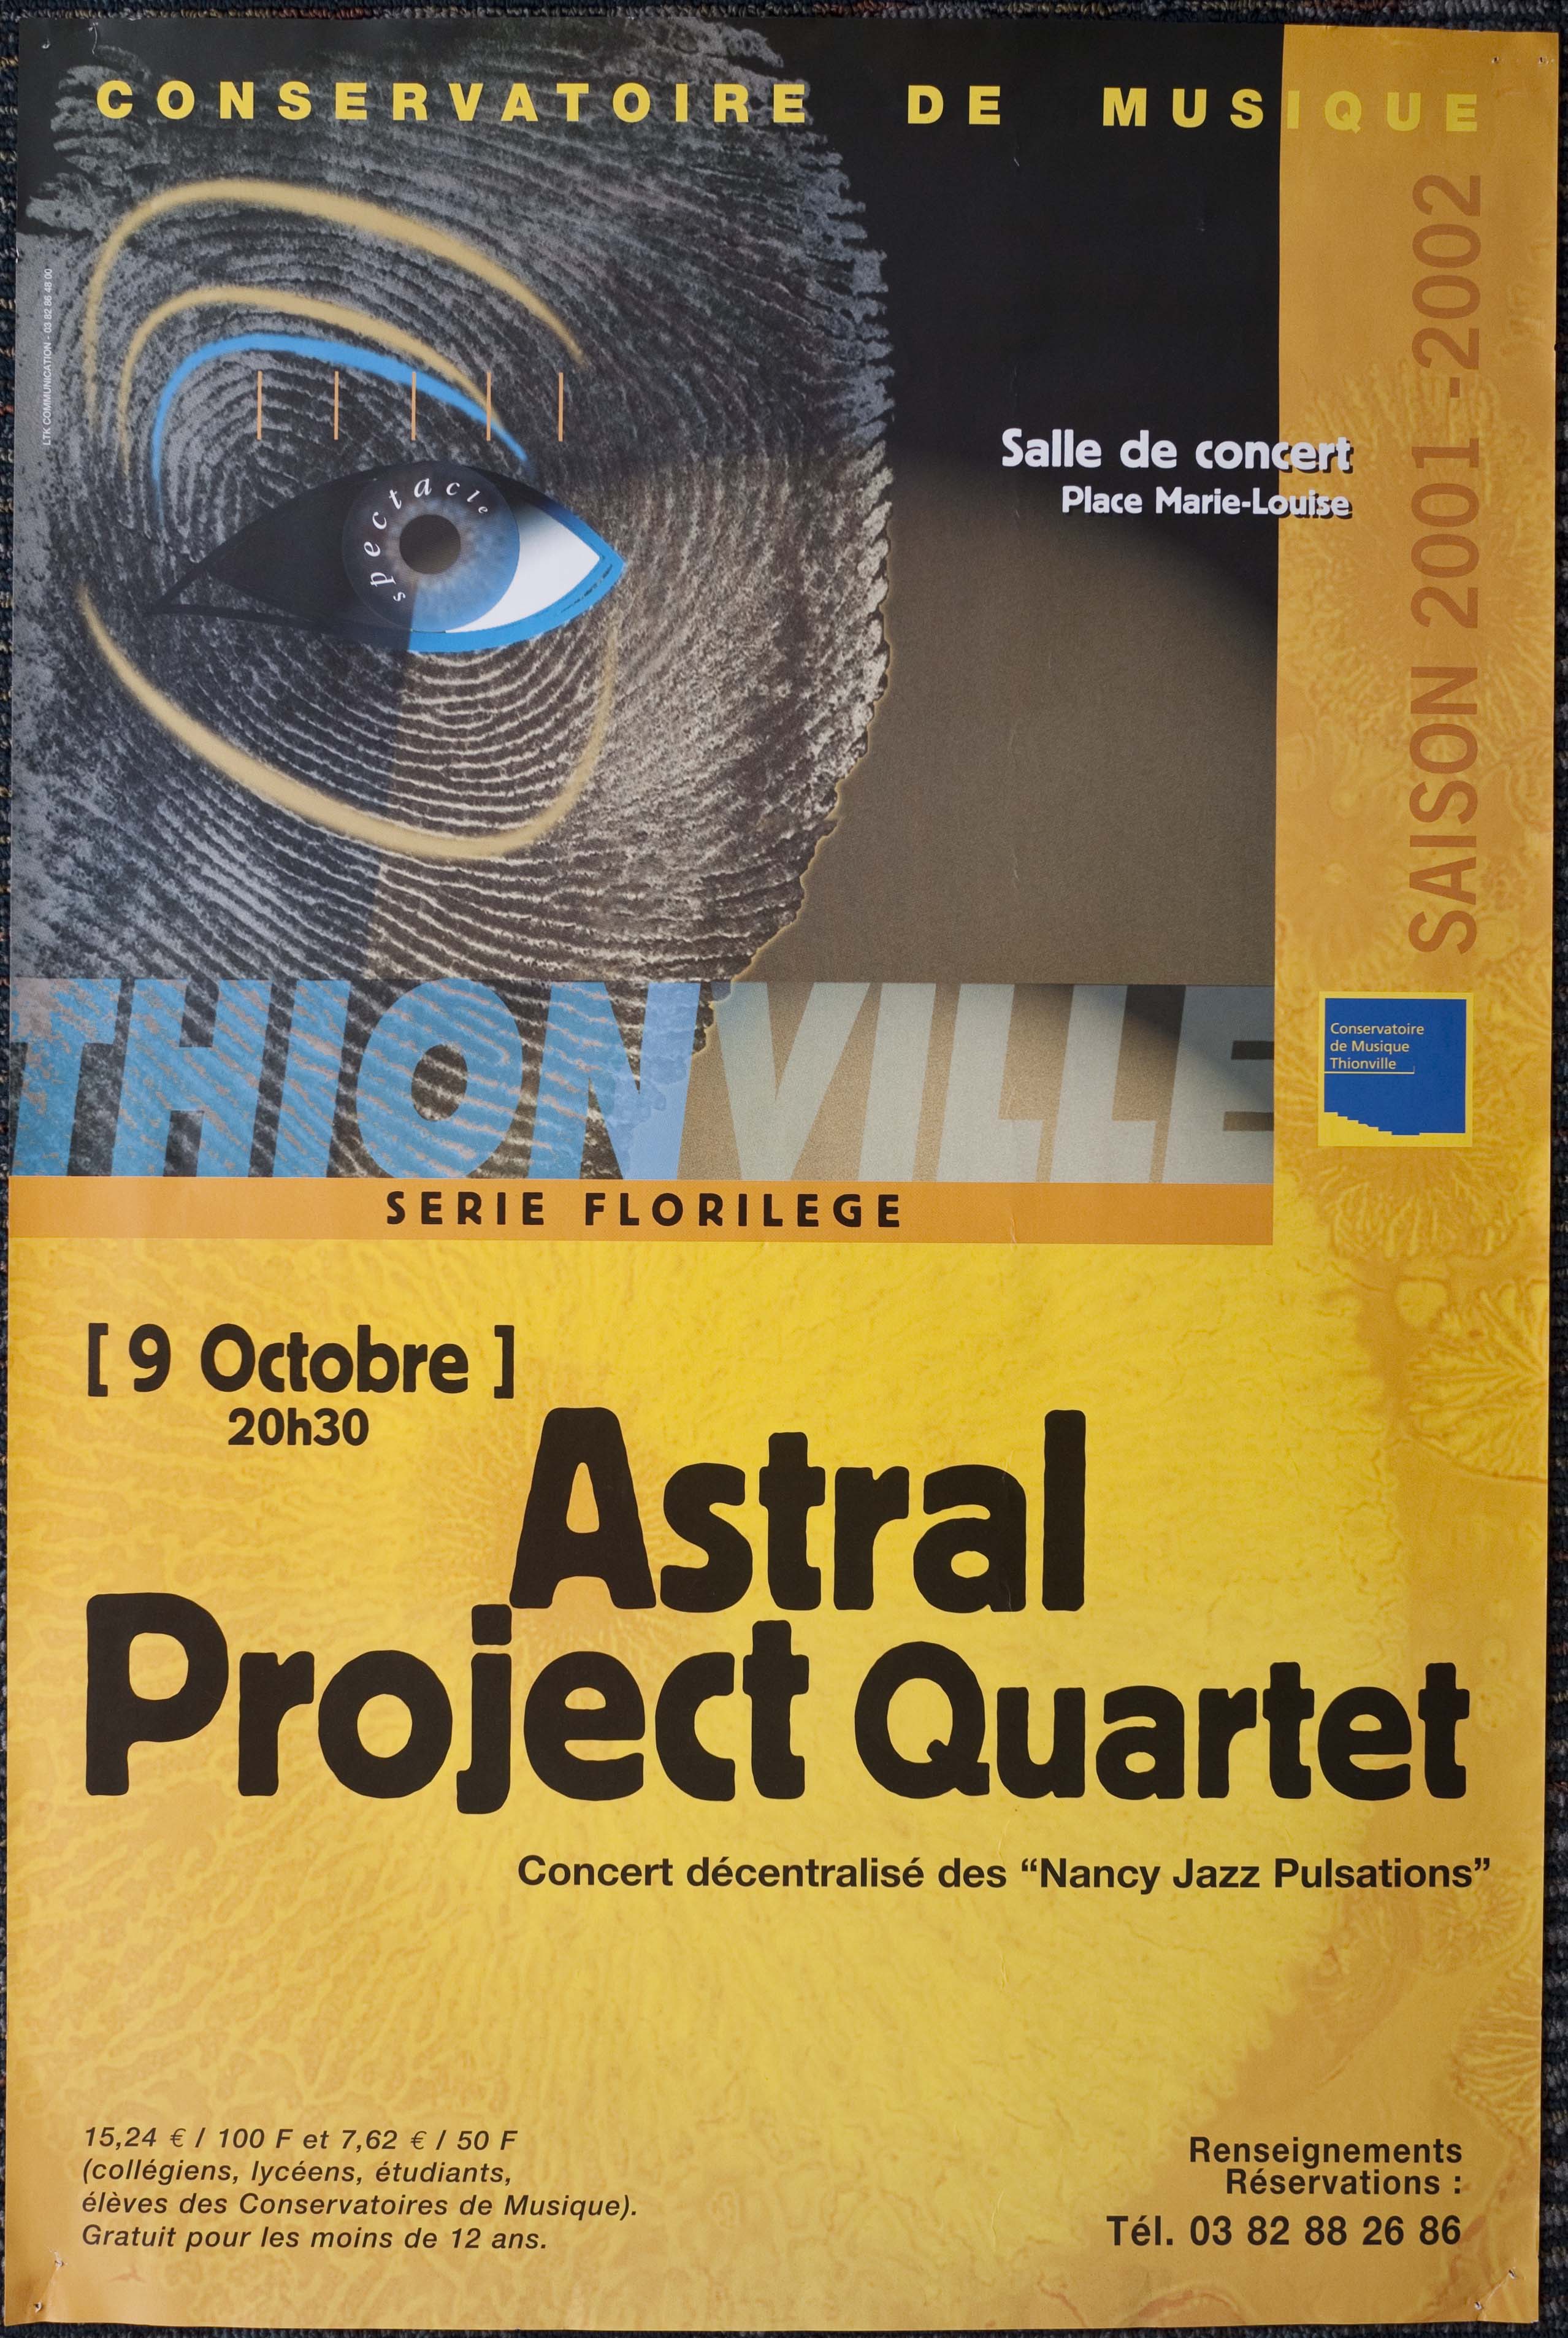 CONSERVATOIRE DE MUSIQUE
SAISON 2001-2002
LTK COMMUNICATION - 03 82 86 48 00
Salle de concert
Place Marie-Louise
spectacle
THIONVILLE
Conservatoire
de Musique
Thionville
SERIE FLORILEGE
[ 9 Octobre ]
20h30
Astral
Project Quartet
Concert décentralisé des “Nancy Jazz Pulsations”
15,24 € / 100 F et 7,62 € / 50 F
(collégiens, lycéens, étudiants,
élèves des Conservatoires de Musique).
Gratuit pour les moins de 12 ans.
Renseignements
Réservations :
Tél. 03 82 88 26 86